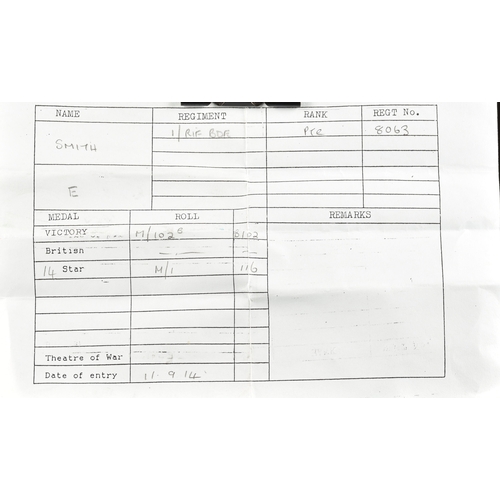 NAME REGIMENT RANK REGT No.
SMITH 1/RIF BDE Pte 8063
E
MEDAL ROLL REMARKS
VICTORY M/102 E
British
14 Star M/1 116
Theatre of War
Date of entry 11.9.14